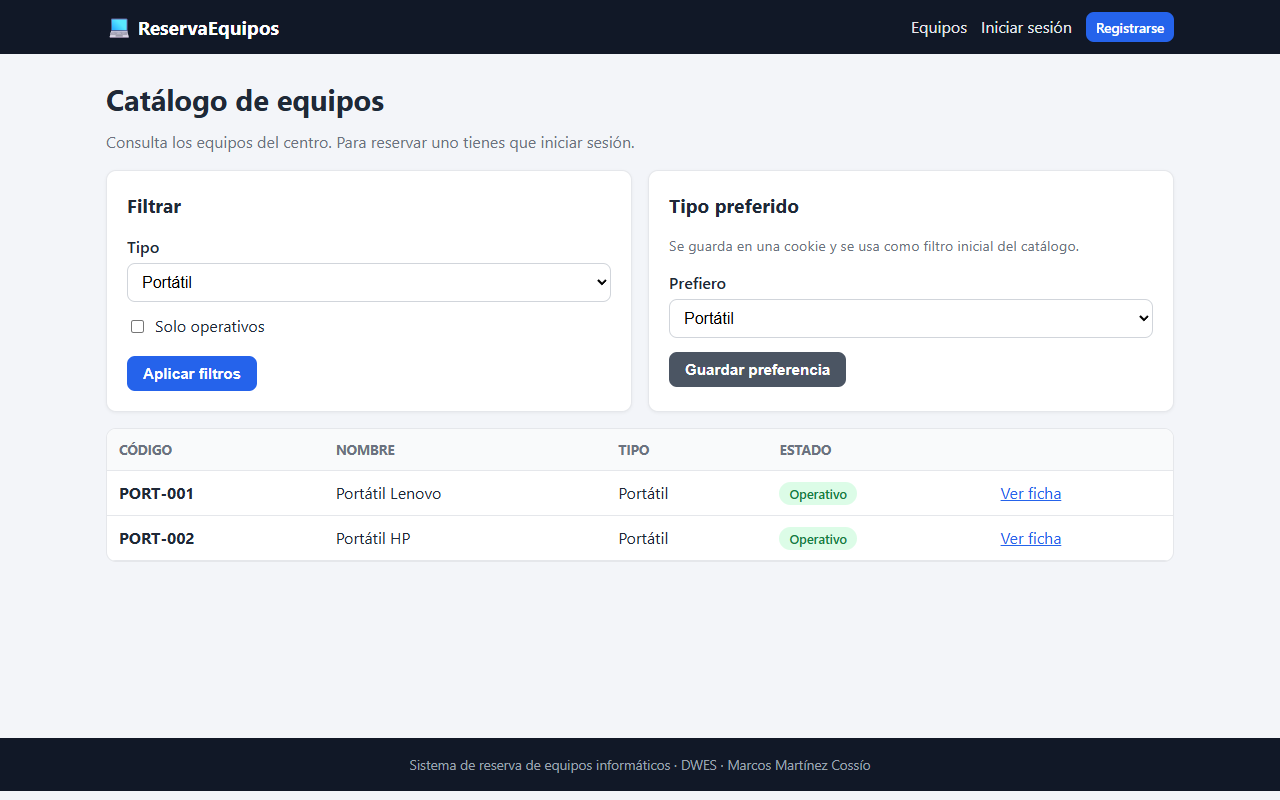 ReservaEquipos
Equipos Iniciar sesión Registrarse
Catálogo de equipos
Consulta los equipos del centro. Para reservar uno tienes que iniciar sesión.
Filtrar
Tipo
Portátil
Solo operativos
Aplicar filtros
Tipo preferido
Se guarda en una cookie y se usa como filtro inicial del catálogo.
Prefiero
Portátil
Guardar preferencia
CÓDIGO NOMBRE TIPO ESTADO
PORT-001 Portátil Lenovo Portátil Operativo Ver ficha
PORT-002 Portátil HP Portátil Operativo Ver ficha
Sistema de reserva de equipos informáticos · DWES · Marcos Martínez Cossío